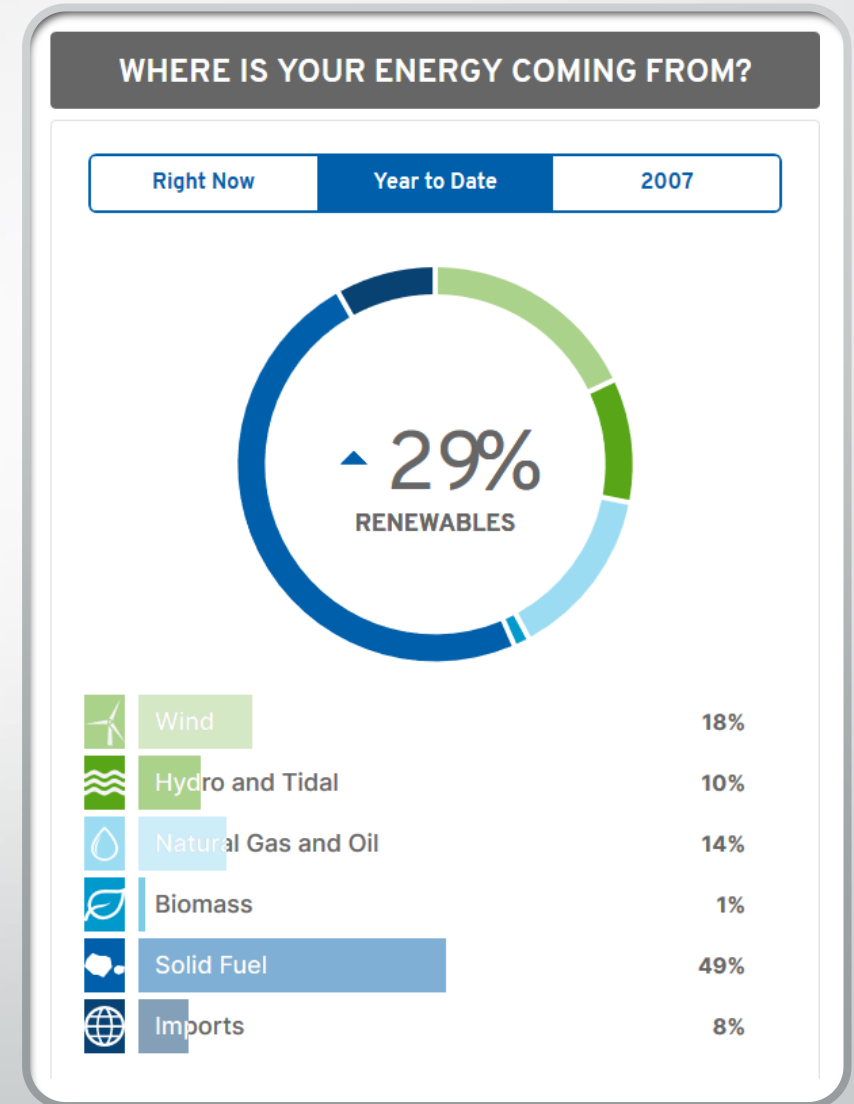 WHERE IS YOUR ENERGY COMING FROM?
Right Now Year to Date 2007
29%
RENEWABLES
Wind 18%
Hydro and Tidal 10%
Natural Gas and Oil 14%
Biomass 1%
Solid Fuel 49%
Imports 8%